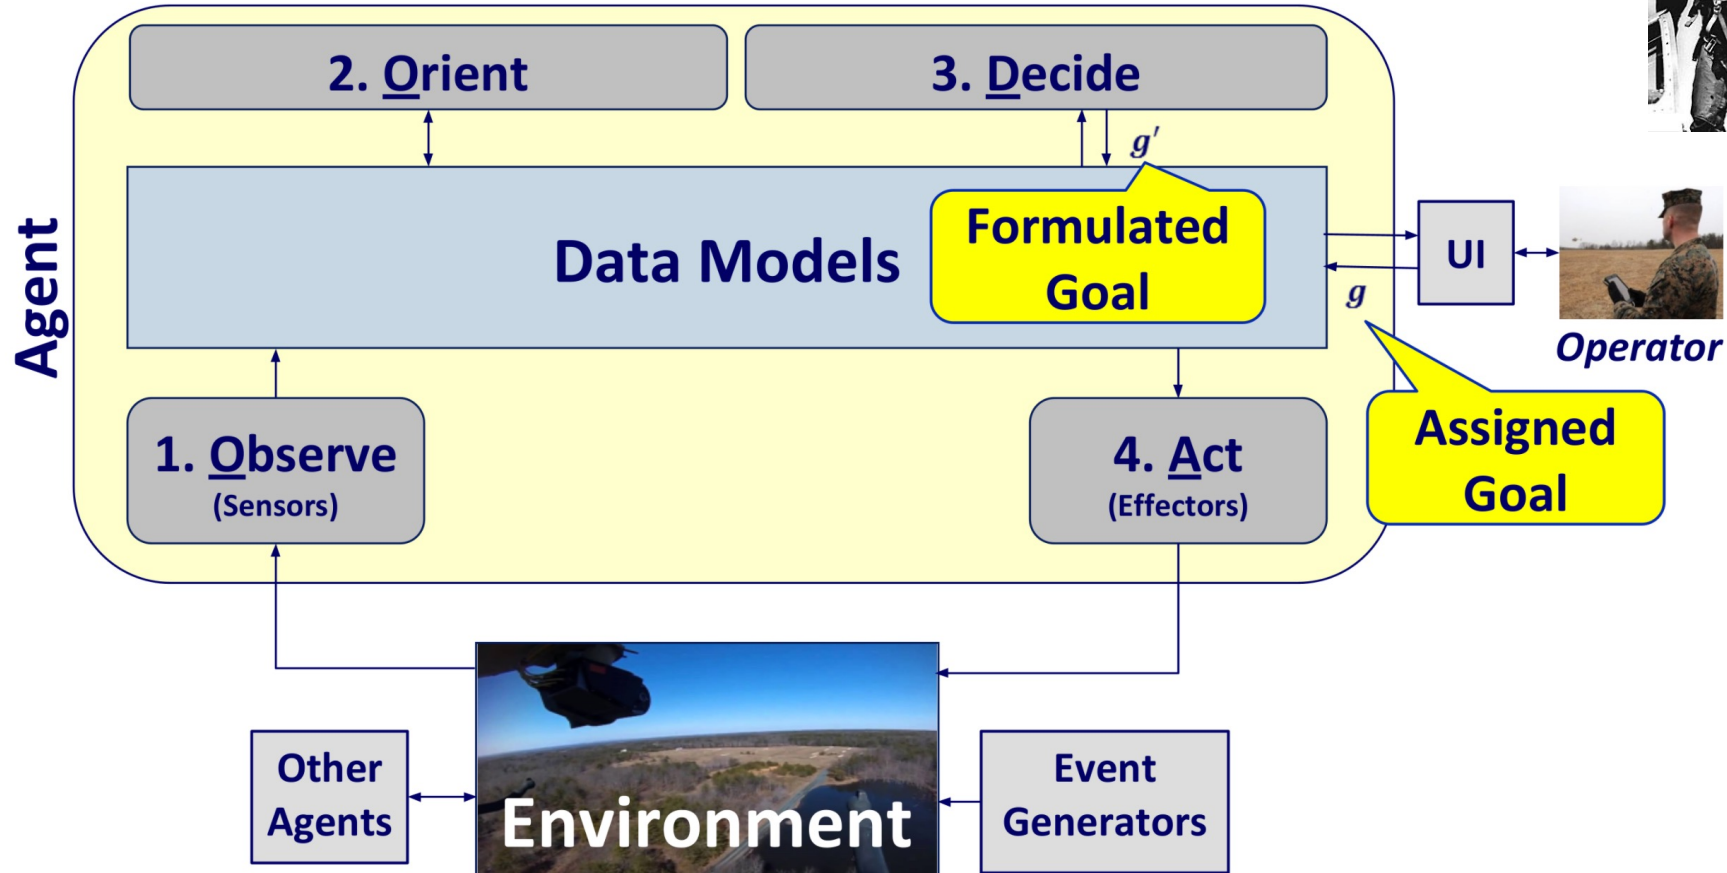 2. Orient
3. Decide
g′
Agent
Data Models
Formulated
Goal
UI
g
Operator
1. Observe
(Sensors)
4. Act
(Effectors)
Assigned
Goal
Other
Agents
Environment
Event
Generators